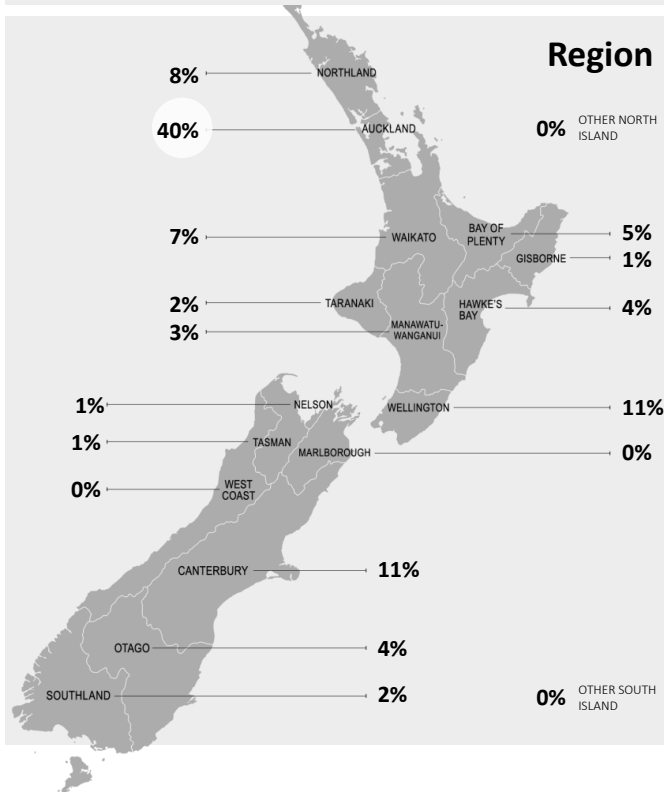 Region
8%
NORTHLAND
40%
AUCKLAND
0%
OTHER NORTH
ISLAND
7%
WAIKATO
BAY OF
PLENTY
5%
GISBORNE
1%
2%
TARANAKI
HAWKE'S
BAY
4%
3%
MANAWATU-
WANGANUI
1%
NELSON
WELLINGTON
11%
1%
TASMAN
MARLBOROUGH
0%
0%
WEST
COAST
CANTERBURY
11%
OTAGO
4%
SOUTHLAND
2%
0%
OTHER SOUTH
ISLAND